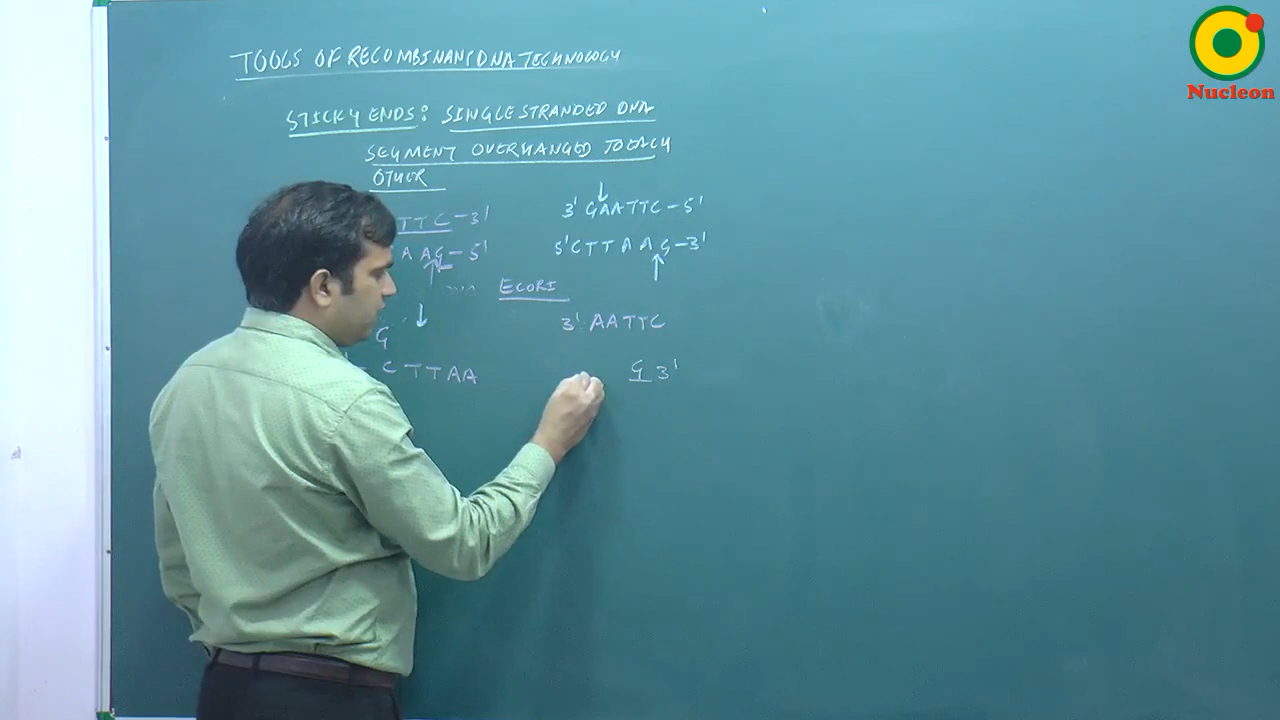 Nucleon
TOOLS OF RECOMBINANT DNA TECHNOLOGY
STICKY ENDS: SINGLE STRANDED DNA
SEGMENT OVERHANGED TO EACH
OTHER
TTC-3' 3' GAATTC-5'
AAG-5' 5'CTTAAG-3'
ECORI
G 3' AATTC
CTTAA G 3'